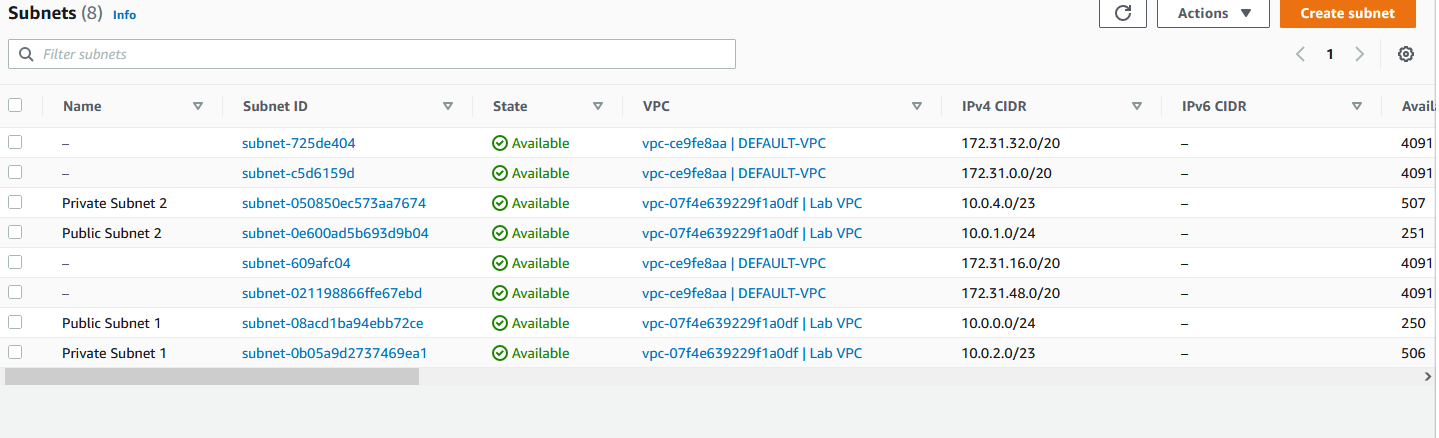 Subnets (8) Info Actions Create subnet
Filter subnets 1
Name Subnet ID State VPC IPv4 CIDR IPv6 CIDR Availa
– subnet-725de404 Available vpc-ce9fe8aa | DEFAULT-VPC 172.31.32.0/20 – 4091
– subnet-c5d6159d Available vpc-ce9fe8aa | DEFAULT-VPC 172.31.0.0/20 – 4091
Private Subnet 2 subnet-050850ec573aa7674 Available vpc-07f4e639229f1a0df | Lab VPC 10.0.4.0/23 – 507
Public Subnet 2 subnet-0e600ad5b693d9b04 Available vpc-07f4e639229f1a0df | Lab VPC 10.0.1.0/24 – 251
– subnet-609afc04 Available vpc-ce9fe8aa | DEFAULT-VPC 172.31.16.0/20 – 4091
– subnet-021198866ffe67ebd Available vpc-ce9fe8aa | DEFAULT-VPC 172.31.48.0/20 – 4091
Public Subnet 1 subnet-08acd1ba94ebb72ce Available vpc-07f4e639229f1a0df | Lab VPC 10.0.0.0/24 – 250
Private Subnet 1 subnet-0b05a9d2737469ea1 Available vpc-07f4e639229f1a0df | Lab VPC 10.0.2.0/23 – 506